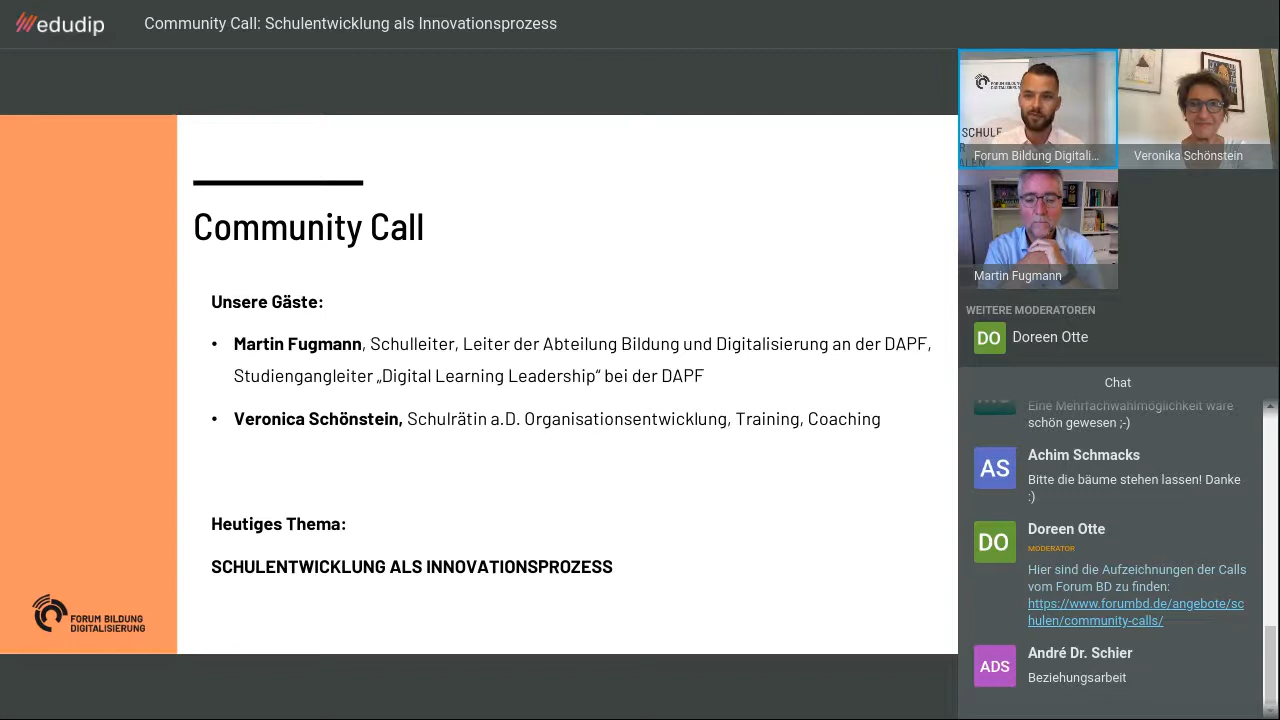 edudip
Community Call: Schulentwicklung als Innovationsprozess
Community Call
Unsere Gäste:
• Martin Fugmann, Schulleiter, Leiter der Abteilung Bildung und Digitalisierung an der DAPF,
Studiengangleiter „Digital Learning Leadership“ bei der DAPF
• Veronica Schönstein, Schulrätin a.D. Organisationsentwicklung, Training, Coaching
Heutiges Thema:
SCHULENTWICKLUNG ALS INNOVATIONSPROZESS
FORUM BILDUNG
DIGITALISIERUNG
FORUM BILDUNG
DIGITALISIERUNG
SCHULE
Forum Bildung Digitali...
Veronika Schönstein
Martin Fugmann
WEITERE MODERATOREN
DO
Doreen Otte
Chat
Eine Mehrfachwahlmöglichkeit wäre
schön gewesen ;-)
AS
Achim Schmacks
Bitte die bäume stehen lassen! Danke
:)
DO
Doreen Otte
MODERATOR
Hier sind die Aufzeichnungen der Calls
vom Forum BD zu finden:
https://www.forumbd.de/angebote/sc
hulen/community-calls/
ADS
André Dr. Schier
Beziehungsarbeit